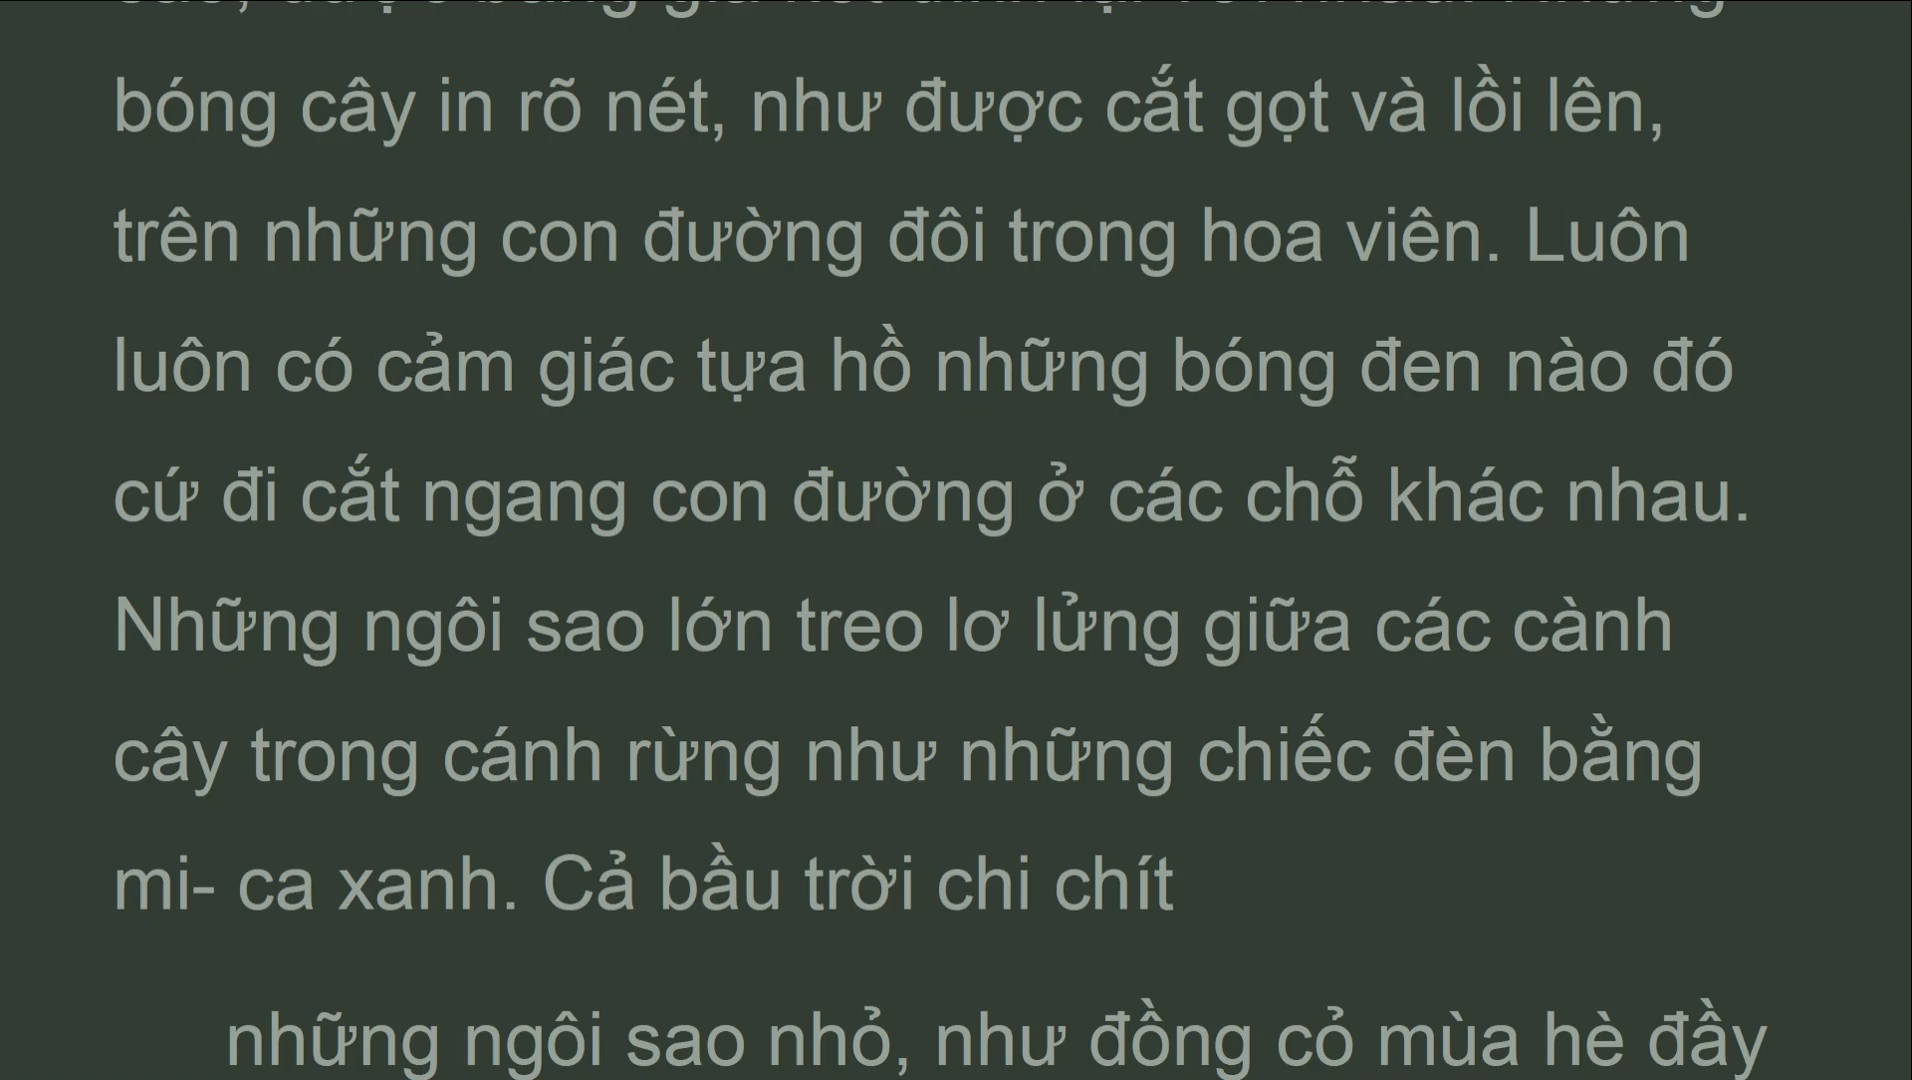 bóng cây in rõ nét, như được cắt gọt và lồi lên,
trên những con đường đôi trong hoa viên. Luôn
luôn có cảm giác tựa hồ những bóng đen nào đó
cứ đi cắt ngang con đường ở các chỗ khác nhau.
Những ngôi sao lớn treo lơ lửng giữa các cành
cây trong cánh rừng như những chiếc đèn bằng
mi- ca xanh. Cả bầu trời chi chít
những ngôi sao nhỏ, như đồng cỏ mùa hè đầy